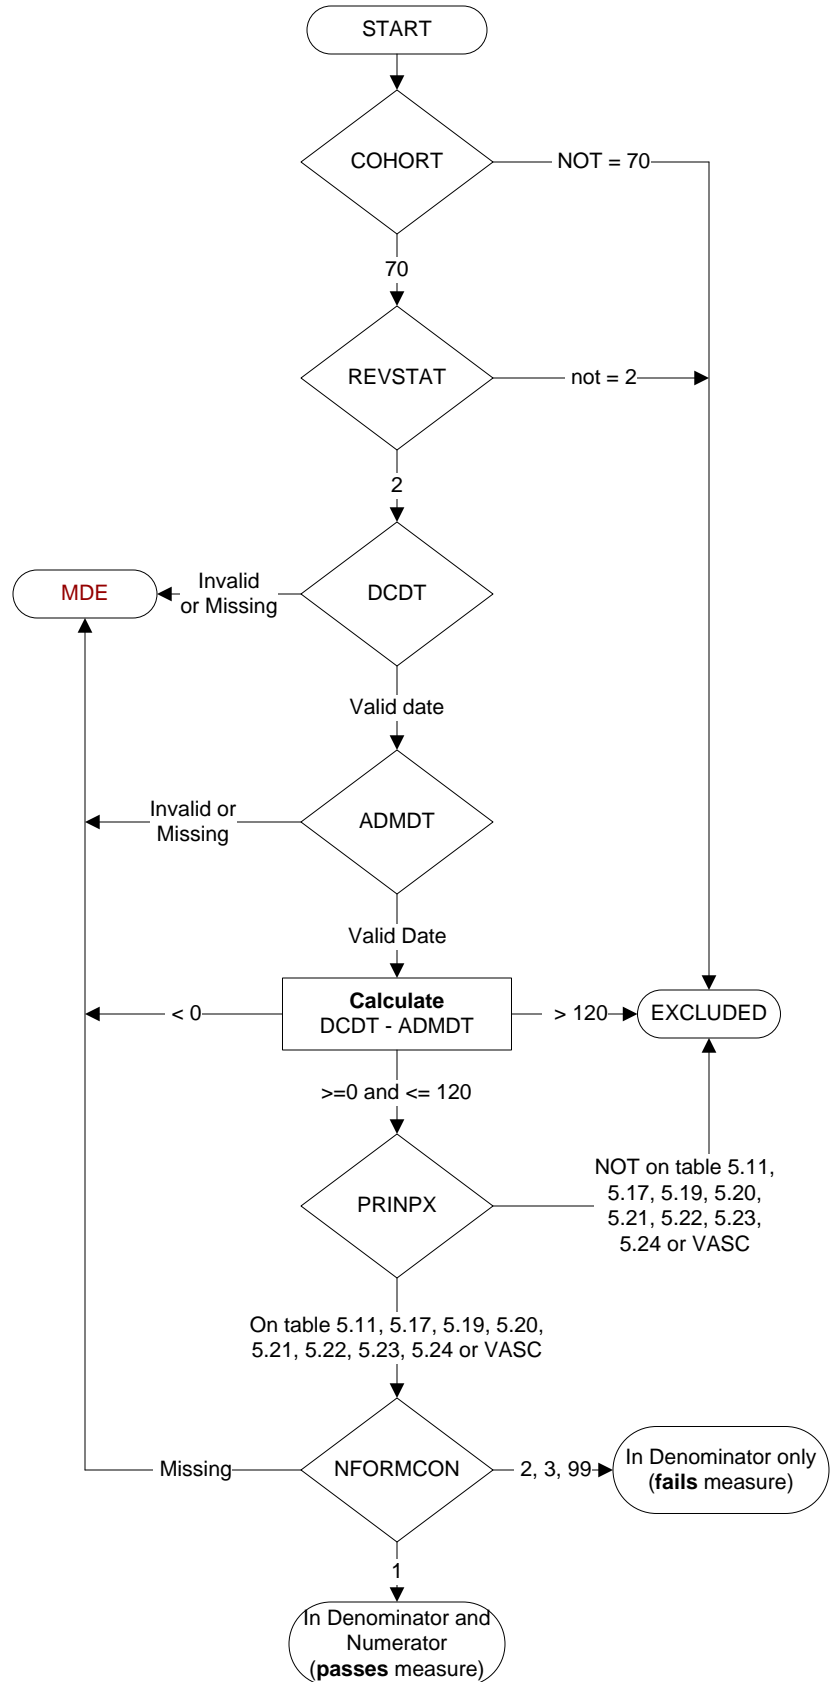 START
COHORT
NOT = 70
70
REVSTAT
not = 2
2
MDE
Invalid
or Missing
DCDT
Valid date
Invalid or
Missing
ADMDT
Valid Date
< 0
Calculate
DCDT - ADMDT
> 120
EXCLUDED
>=0 and <= 120
PRINPX
NOT on table 5.11,
5.17, 5.19, 5.20,
5.21, 5.22, 5.23,
5.24 or VASC
On table 5.11, 5.17, 5.19, 5.20,
5.21, 5.22, 5.23, 5.24 or VASC
Missing
NFORMCON
2, 3, 99
In Denominator only
(fails measure)
1
In Denominator and
Numerator
(passes measure)